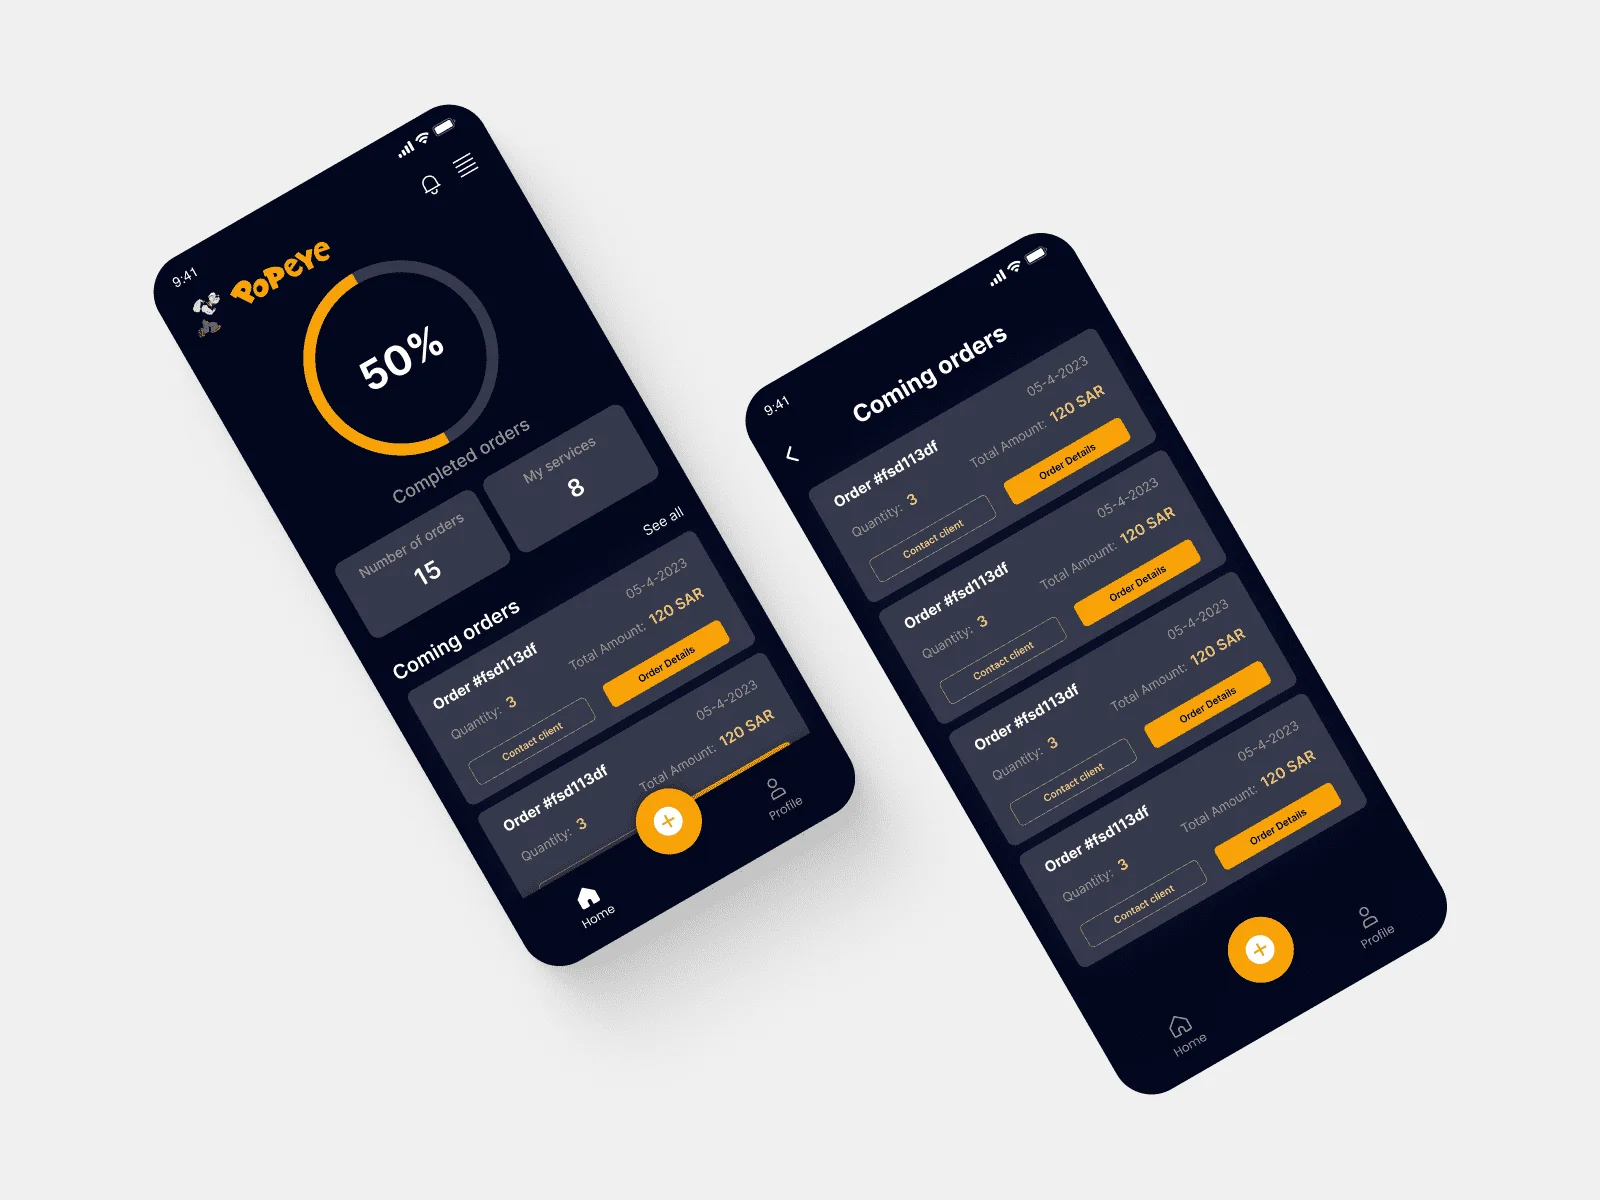 9:41
POPEYE
50%
Completed orders
Number of orders
15
My services
8
Coming orders
See all
Order #fsd113df
05-4-2023
Quantity: 3
Total Amount: 120 SAR
Contact client
Order Details
Order #fsd113df
05-4-2023
Quantity: 3
Total Amount: 120 SAR
Home
Profile
9:41
Coming orders
Order #fsd113df
05-4-2023
Quantity: 3
Total Amount: 120 SAR
Contact client
Order Details
Order #fsd113df
05-4-2023
Quantity: 3
Total Amount: 120 SAR
Contact client
Order Details
Order #fsd113df
05-4-2023
Quantity: 3
Total Amount: 120 SAR
Contact client
Order Details
Order #fsd113df
05-4-2023
Quantity: 3
Total Amount: 120 SAR
Contact client
Order Details
Home
Profile